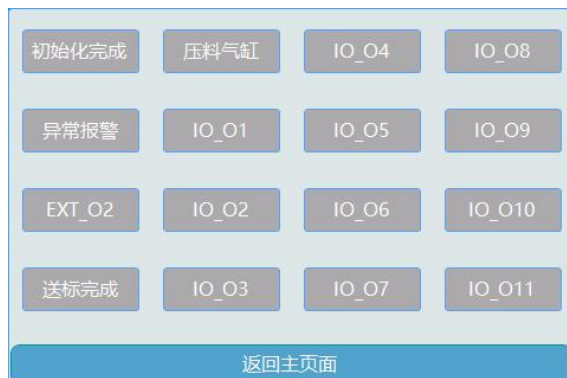 初始化完成 压料气缸 IO_O4 IO_O8
异常报警 IO_O1 IO_O5 IO_O9
EXT_O2 IO_O2 IO_O6 IO_O10
送标完成 IO_O3 IO_O7 IO_O11
返回主页面